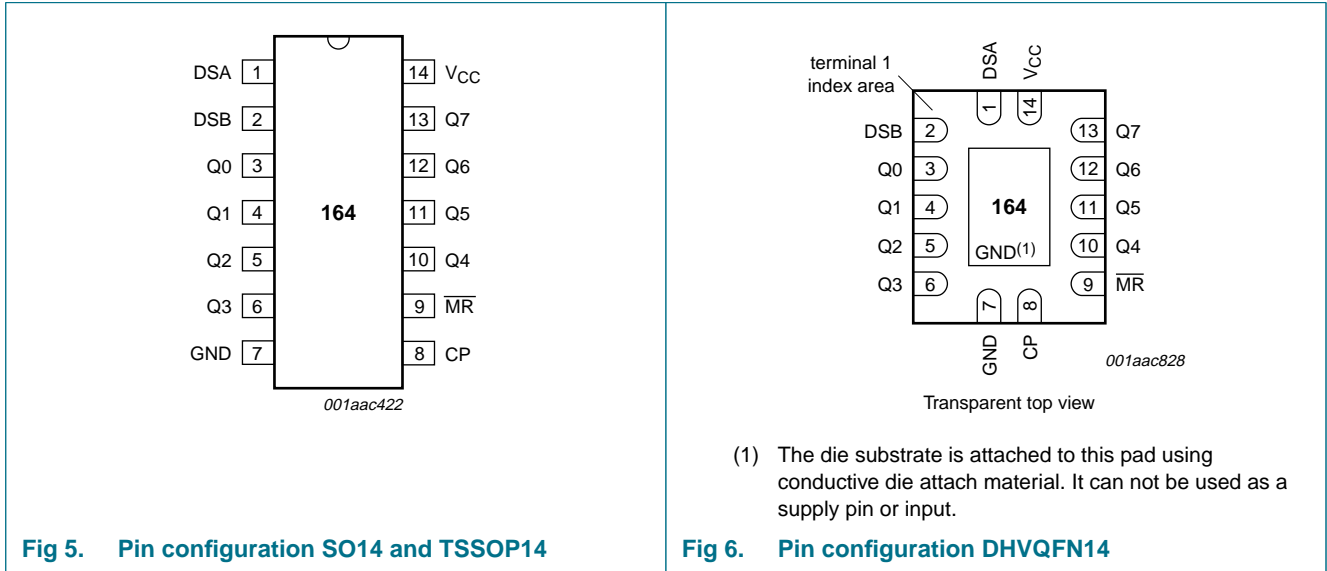 DSA 1 14 VCC
DSB 2 13 Q7
Q0 3 12 Q6
Q1 4 164 11 Q5
Q2 5 10 Q4
Q3 6 9 M̅R̅
GND 7 8 CP
001aac422
Fig 5. Pin configuration SO14 and TSSOP14
terminal 1
index area
DSA VCC
1 14
DSB 2 13 Q7
Q0 3 12 Q6
Q1 4 164 11 Q5
Q2 5 GND(1) 10 Q4
Q3 6 9 M̅R̅
7 8
GND CP
001aac828
Transparent top view
(1) The die substrate is attached to this pad using
conductive die attach material. It can not be used as a
supply pin or input.
Fig 6. Pin configuration DHVQFN14